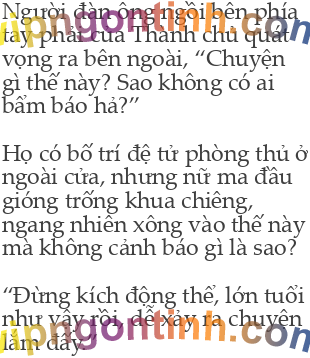 Người đàn ông ngồi bên phía
tay phải của Thành chủ quát
vọng ra bên ngoài, “Chuyện
gì thế này? Sao không có ai
bẩm báo hả?”
Họ có bố trí đệ tử phòng thủ ở
ngoài cửa, nhưng nữ ma đầu
gióng trống khua chiêng,
ngang nhiên xông vào thế này
mà không cảnh báo gì là sao?
“Đừng kích động thế, lớn tuổi
như vậy rồi, dễ xảy ra chuyện
lắm đấy.”
vipngontinh.com
vipngontinh.com